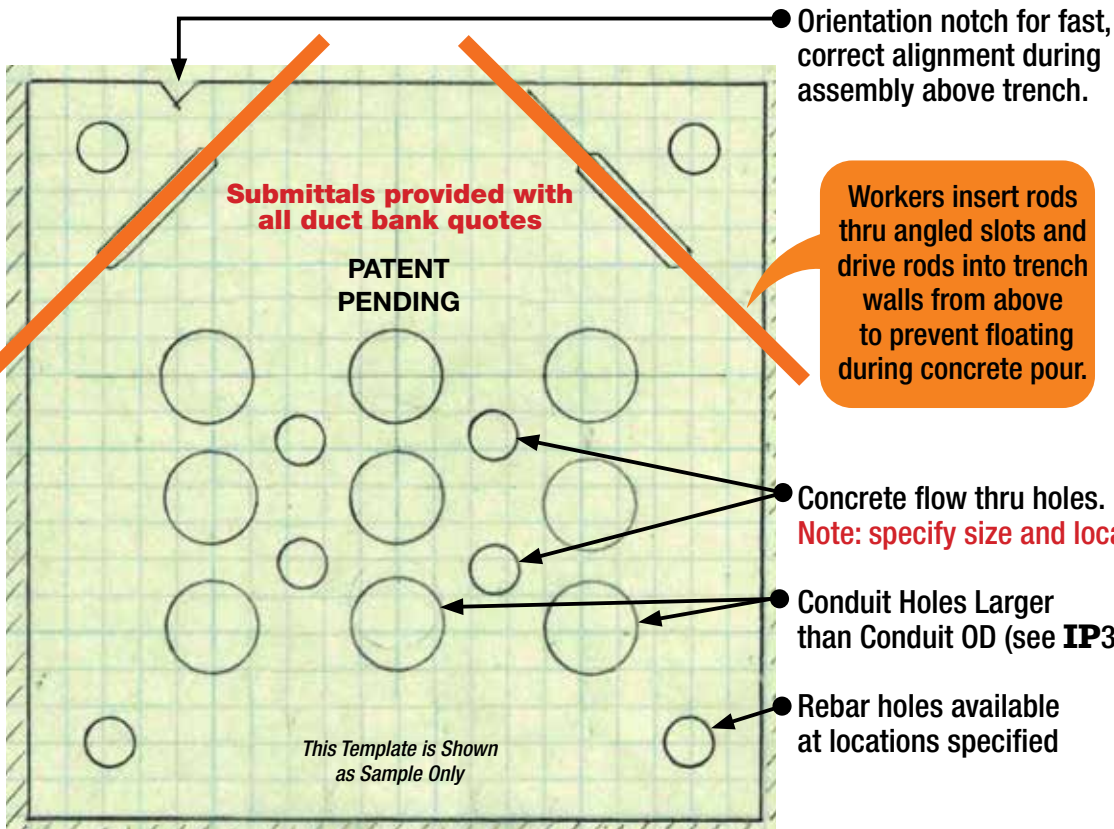 Orientation notch for fast,
correct alignment during
assembly above trench.
Submittals provided with
all duct bank quotes
PATENT
PENDING
Workers insert rods
thru angled slots and
drive rods into trench
walls from above
to prevent floating
during concrete pour.
Concrete flow thru holes.
Note: specify size and
Conduit Holes Larger
than Conduit OD (see IP3
Rebar holes available
at locations specified
This Template is Shown
as Sample Only